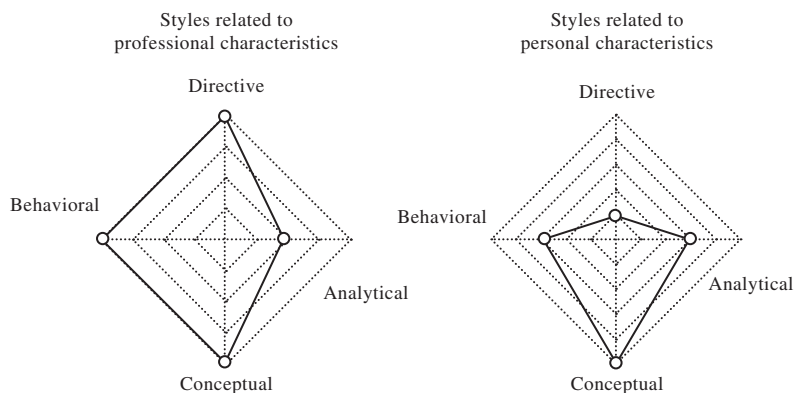 Styles related to
professional characteristics
Directive
Behavioral
Analytical
Conceptual
Styles related to
personal characteristics
Directive
Behavioral
Analytical
Conceptual